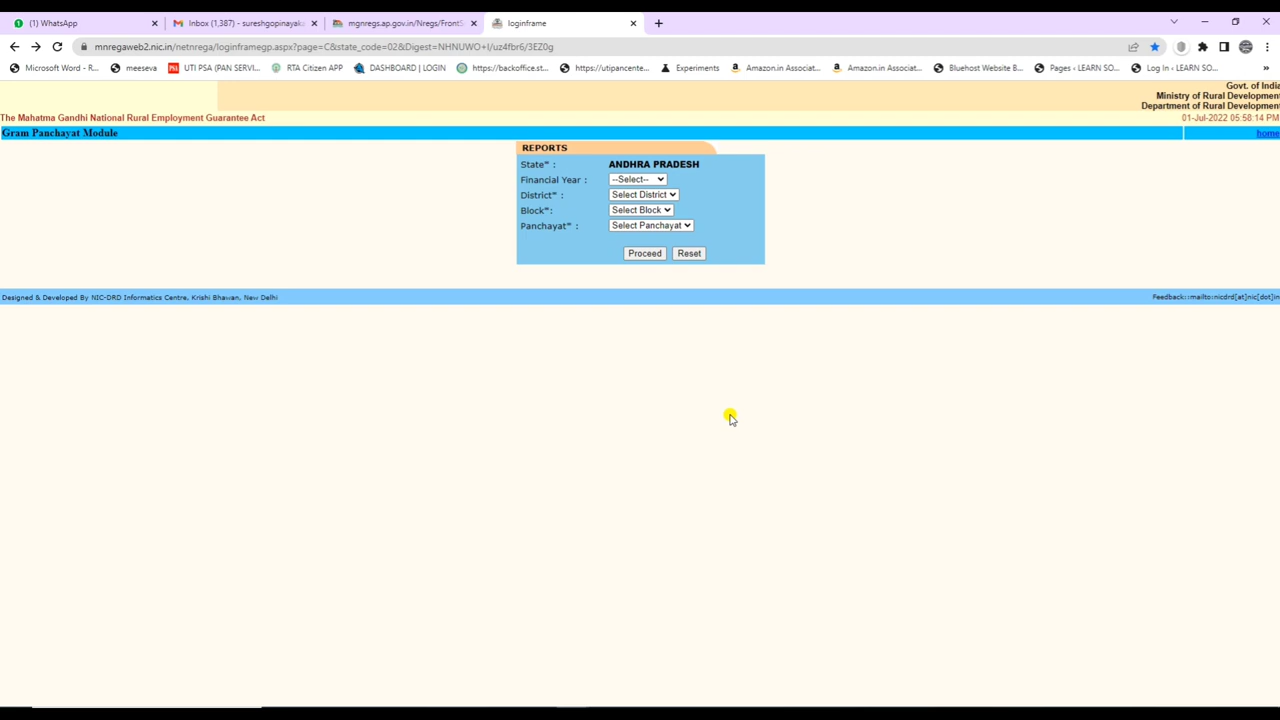 (1) WhatsApp
Inbox (1,387) - sureshgopinayaka
mgnregs.ap.gov.in/Nregs/FrontSe
loginframe
mnregaweb2.nic.in/netnrega/loginframegp.aspx?page=C&state_code=02&Digest=NHNUWO+I/uz4fbr6/3EZ0g
Microsoft Word - R...
meeseva
UTI PSA (PAN SERVI...
RTA Citizen APP
DASHBOARD | LOGIN
https://backoffice.st...
https://utipancente...
Experiments
Amazon.in Associat...
Amazon.in Associat...
Bluehost Website B...
Pages ‹ LEARN SO...
Log In ‹ LEARN SO...
»
Govt. of India
Ministry of Rural Development
Department of Rural Development
The Mahatma Gandhi National Rural Employment Guarantee Act
01-Jul-2022 05:58:14 PM
Gram Panchayat Module
home
REPORTS
State* : ANDHRA PRADESH
Financial Year : --Select--
District* : Select District
Block*: Select Block
Panchayat* : Select Panchayat
Proceed Reset
Designed & Developed By NIC-DRD Informatics Centre, Krishi Bhawan, New Delhi
Feedback::mailto:nicdrd[at]nic[dot]in